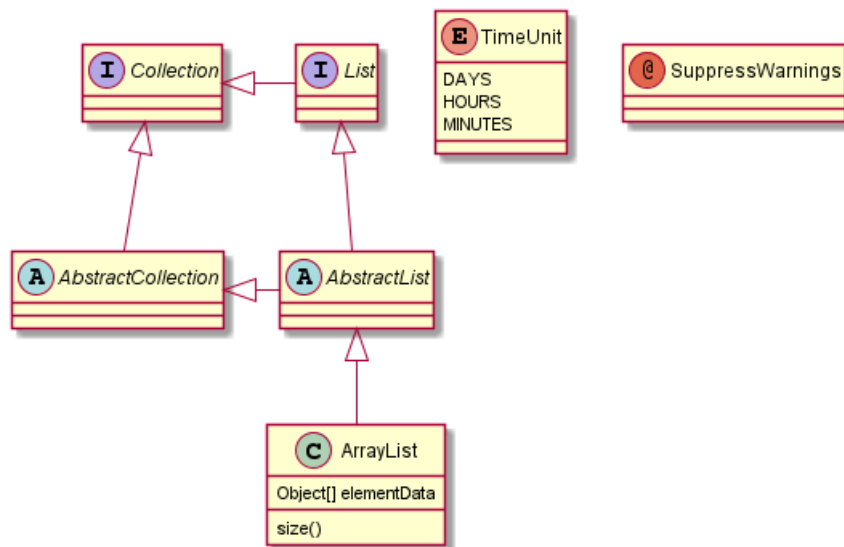 I Collection
I List
E TimeUnit
DAYS
HOURS
MINUTES
@ SuppressWarnings
A AbstractCollection
A AbstractList
C ArrayList
Object[] elementData
size()